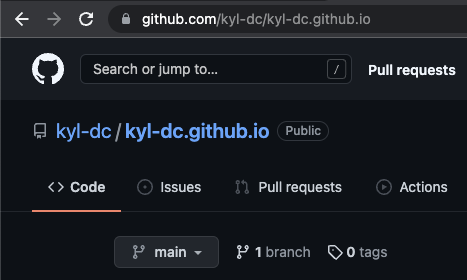 github.com/kyl-dc/kyl-dc.github.io
Search or jump to... / Pull requests
kyl-dc / kyl-dc.github.io Public
<> Code Issues Pull requests Actions
main 1 branch 0 tags